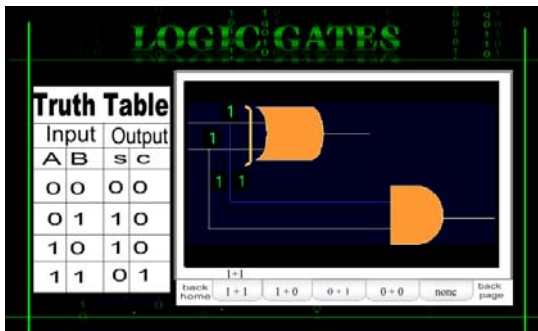 LOGIC GATES
Truth Table
Input Output
A B s c
0 0 0 0
0 1 1 0
1 0 1 0
1 1 0 1
1
1
1 1
1+1
back home 1 + 1 1 + 0 0 + 1 0 + 0 none back page